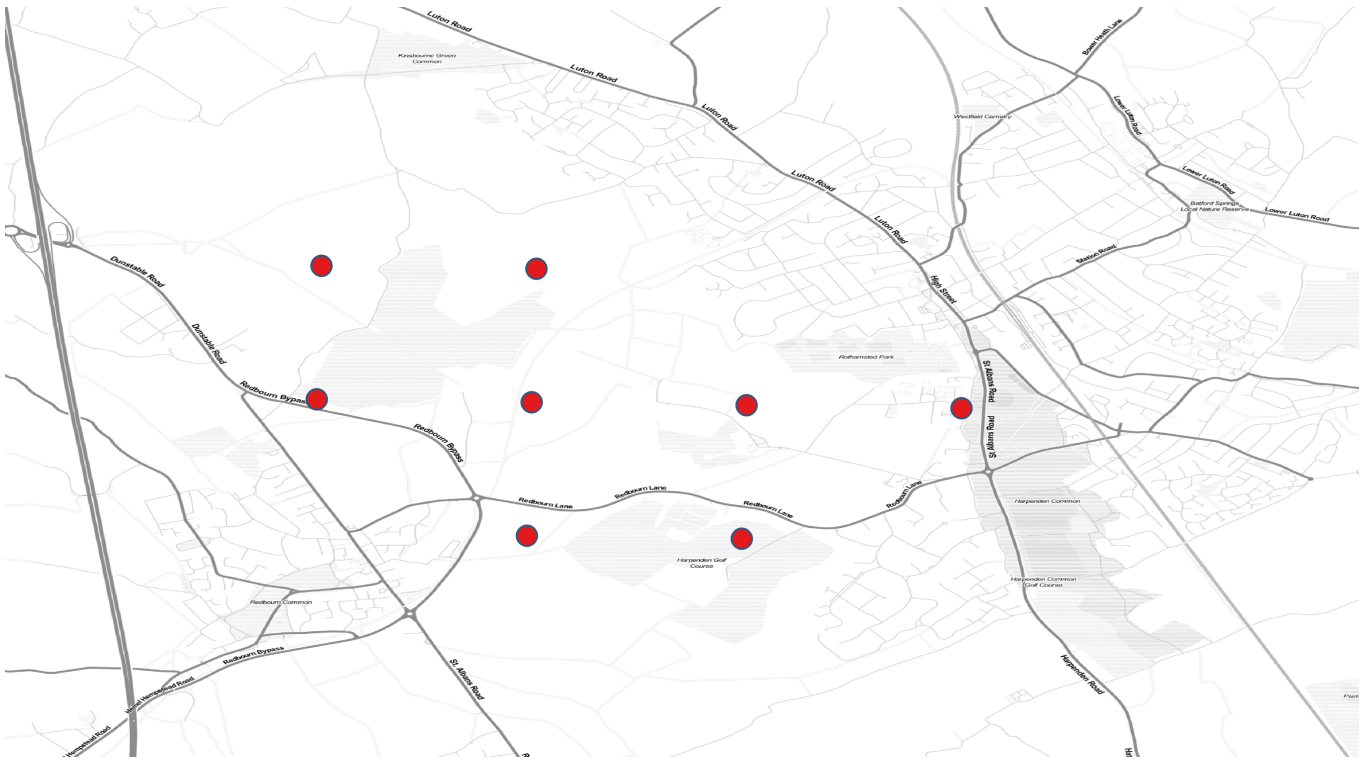 Luton Road
Bower Heath Lane
Kinsbourne Green
Common
Luton Road
Luton Road
Lower Luton Road
Westfield Cemetry
Luton Road
Lower Luton Road
Batford Springs
Local Nature Reserve
Lower Luton Road
Luton Road
Station Road
Dunstable Road
High Street
Dunstable Road
Rothamsted Park
St Albans Road
Redbourn Bypass
St Albans Road
Redbourn Bypass
Redbourn Lane
Redbourn Lane
Redbourn Lane
Redbourn Lane
Harpenden Common
Harpenden Golf
Course
Harpenden Common
Golf Course
Redbourn Common
Redbourn Bypass
St. Albans Road
Harpenden Road
Hemel Hempstead Road
Hempstead Road